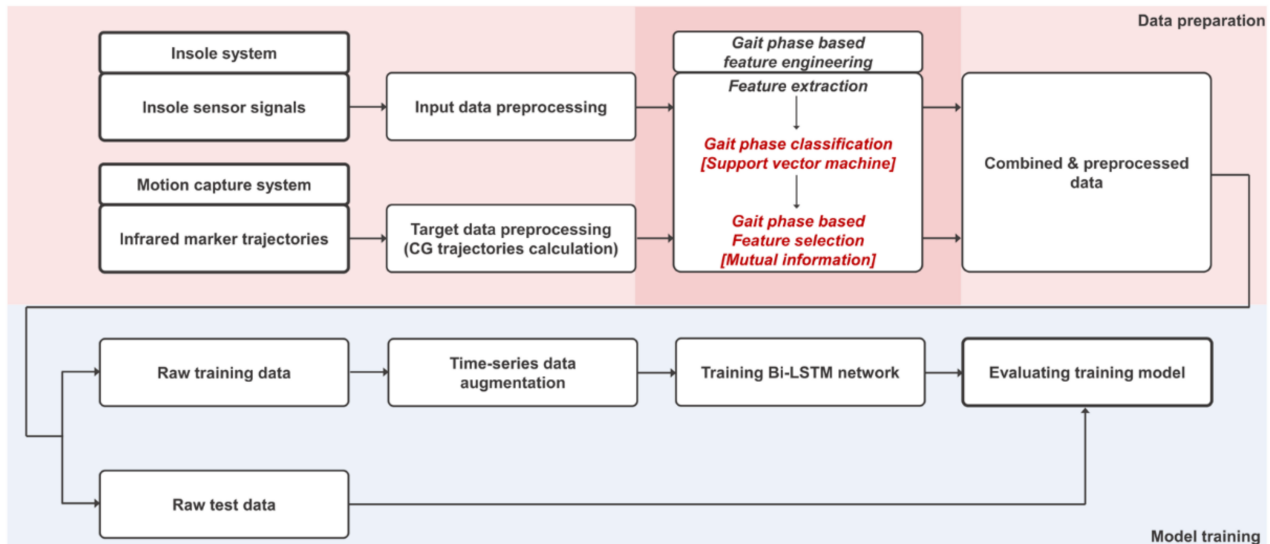 Data preparation
Insole system
Insole sensor signals
Input data preprocessing
Gait phase based
feature engineering
Feature extraction
Gait phase classification
[Support vector machine]
Gait phase based
Feature selection
[Mutual information]
Combined & preprocessed
data
Motion capture system
Infrared marker trajectories
Target data preprocessing
(CG trajectories calculation)
Raw training data
Time-series data
augmentation
Training Bi-LSTM network
Evaluating training model
Raw test data
Model training